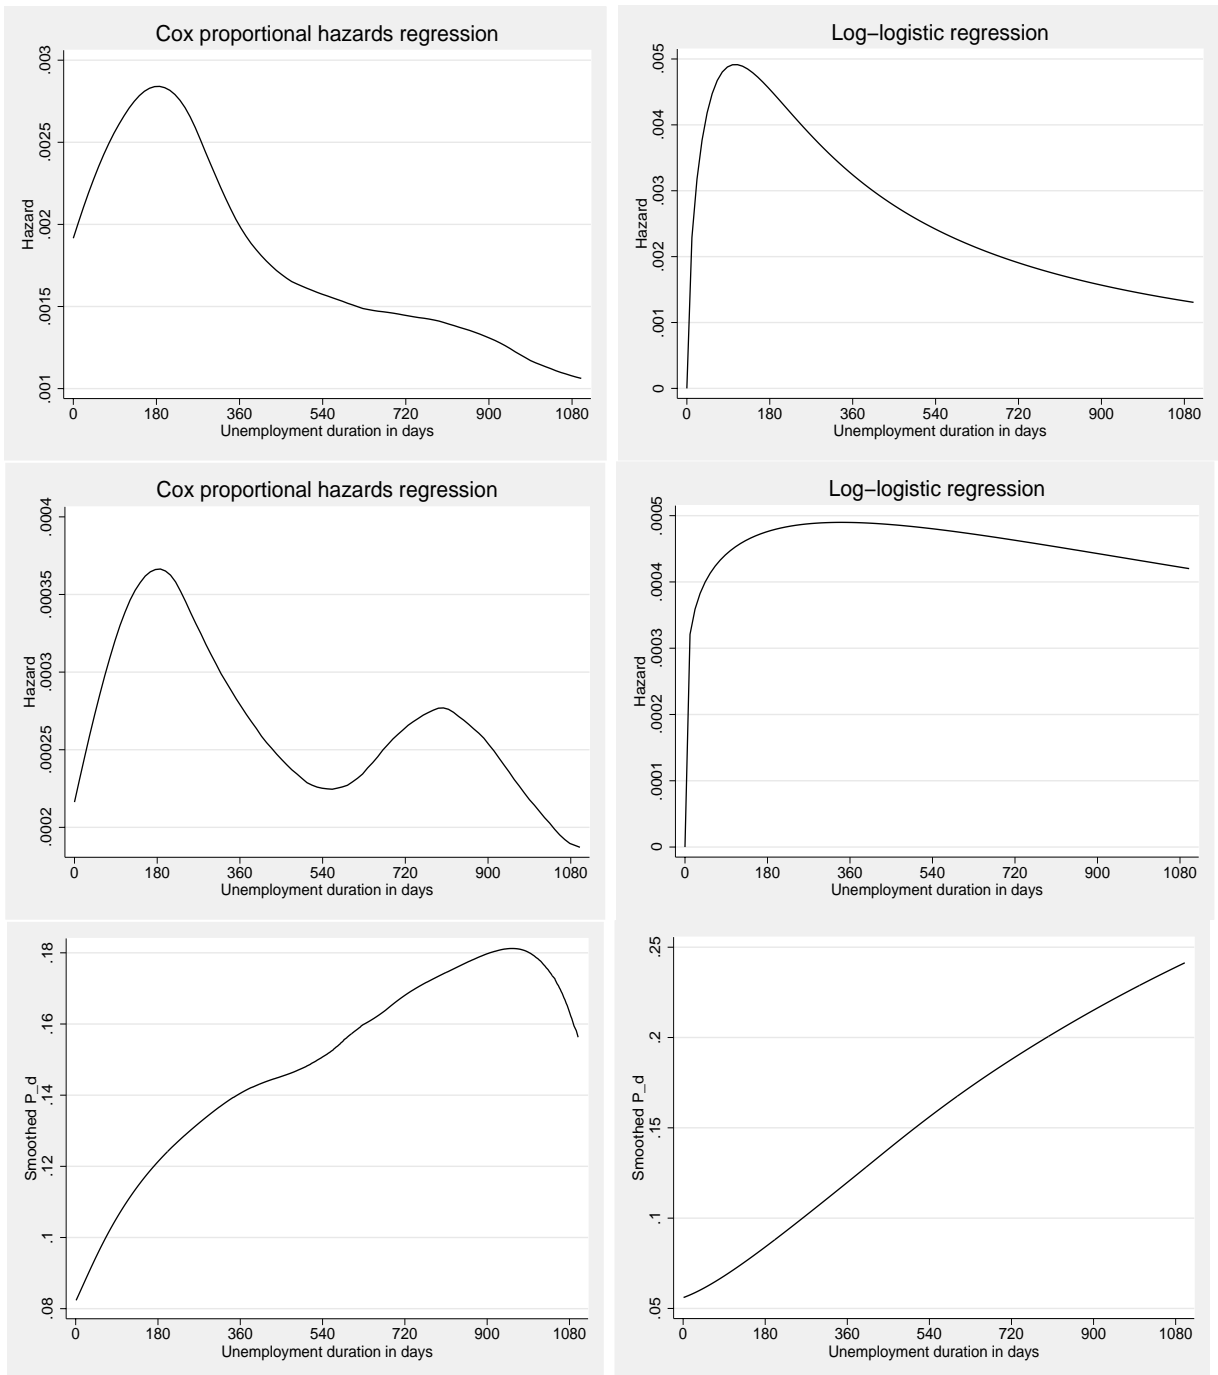 Cox proportional hazards regression
.003
.0025
.002
.0015
.001
Hazard
0 180 360 540 720 900 1080
Unemployment duration in days
Log−logistic regression
.005
.004
.003
.002
.001
0
Hazard
0 180 360 540 720 900 1080
Unemployment duration in days
Cox proportional hazards regression
.0004
.00035
.0003
.00025
.0002
Hazard
0 180 360 540 720 900 1080
Unemployment duration in days
Log−logistic regression
.0005
.0004
.0003
.0002
.0001
0
Hazard
0 180 360 540 720 900 1080
Unemployment duration in days
.18
.16
.14
.12
.1
.08
Smoothed P_d
0 180 360 540 720 900 1080
Unemployment duration in days
.25
.2
.15
.1
.05
Smoothed P_d
0 180 360 540 720 900 1080
Unemployment duration in days